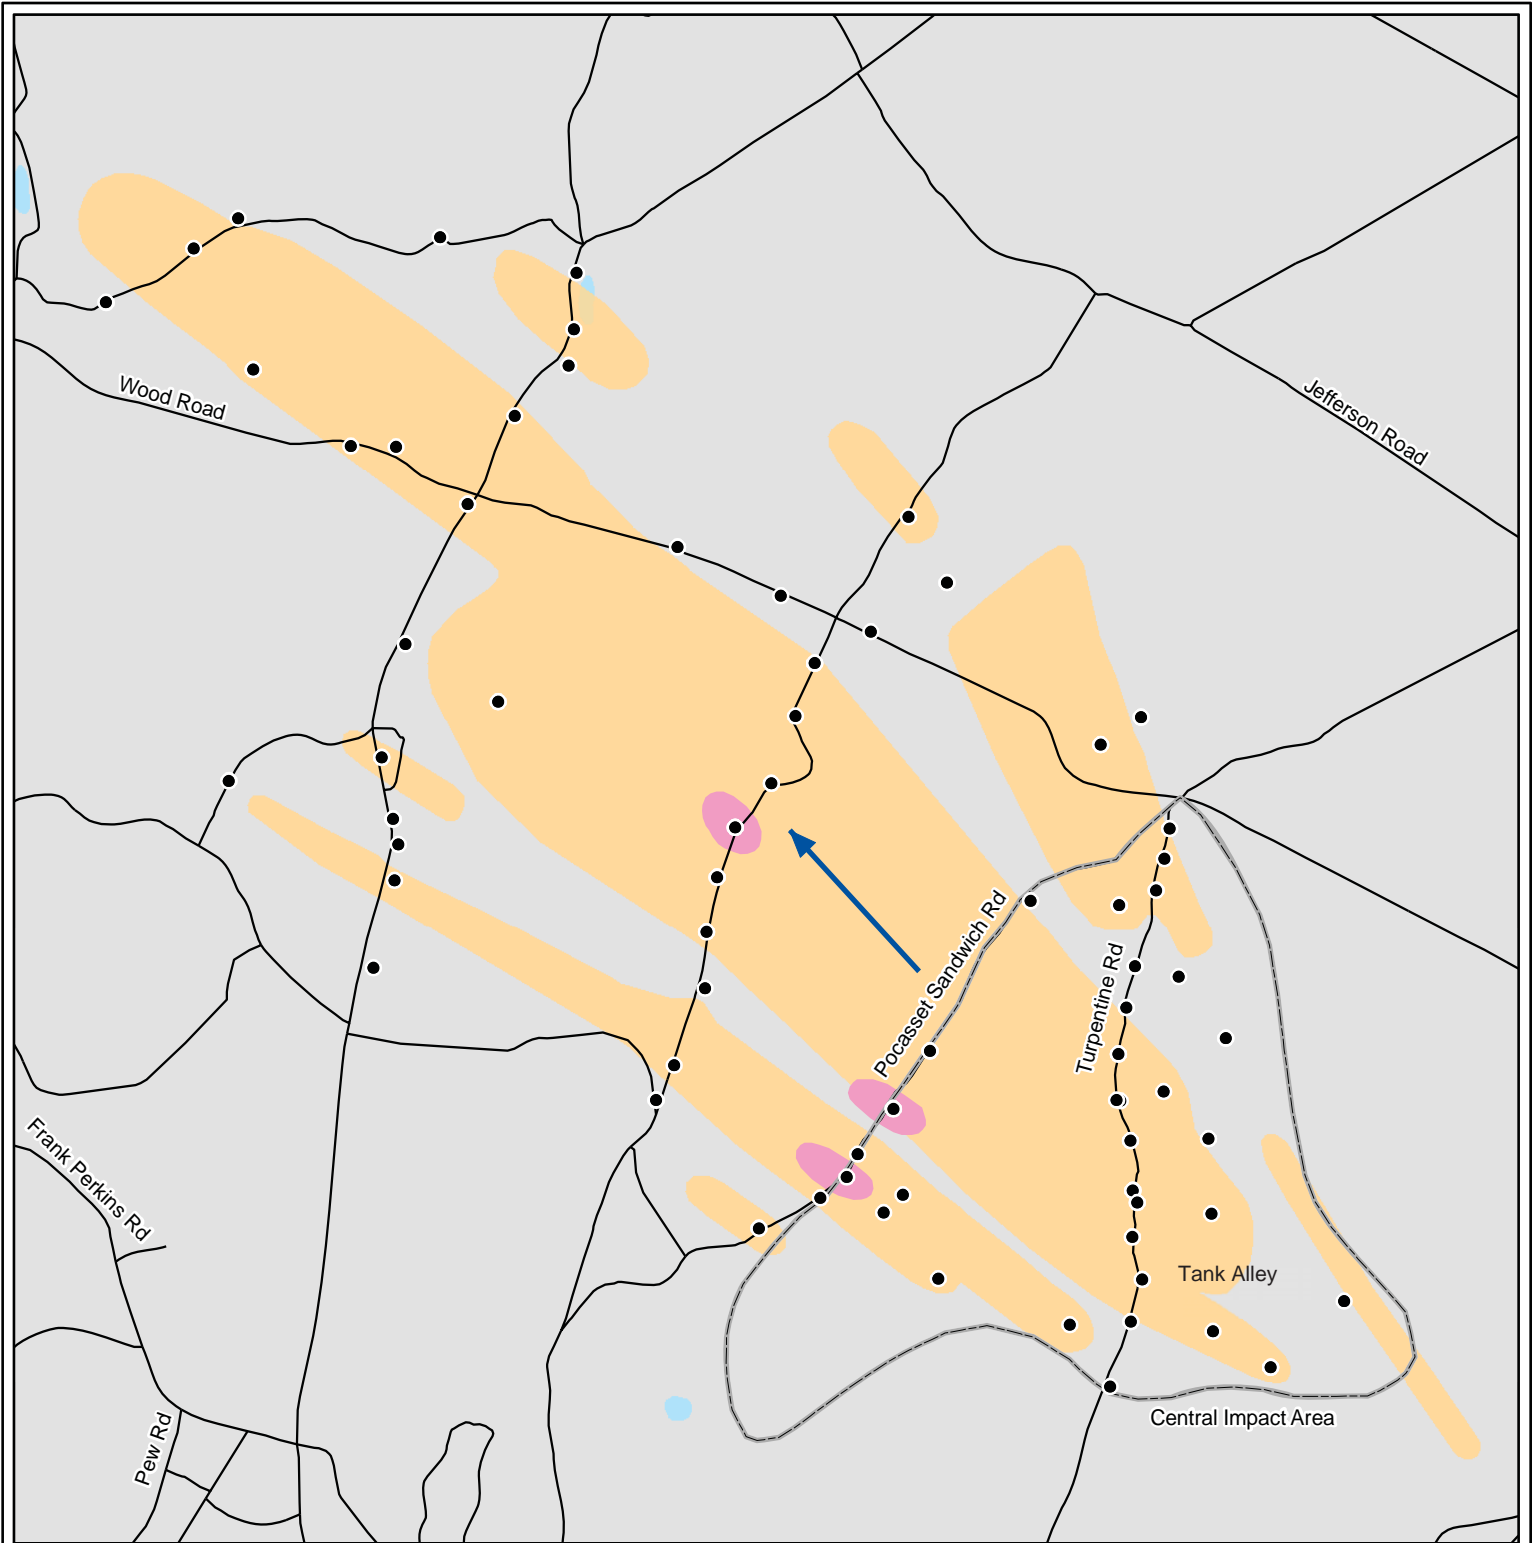 Wood Road
Jefferson Road
Pocasset Sandwich Rd
Turpentine Rd
Frank Perkins Rd
Tank Alley
Central Impact Area
Pew Rd